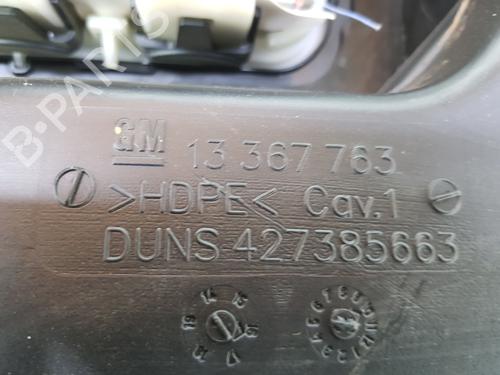 B-PARTS
GM 13 367 763
>HDPE< Cav.1
DUNS 427385663